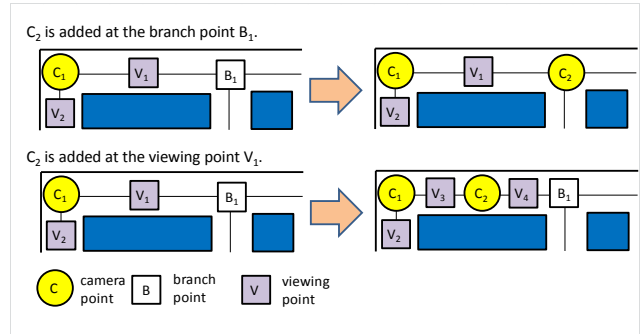 C₂ is added at the branch point B₁.
C₁ V₁ B₁ C₁ V₁ C₂
V₂ V₂
C₂ is added at the viewing point V₁.
C₁ V₁ B₁ C₁ V₃ C₂ V₄ B₁
V₂ V₂
C camera point B branch point V viewing point